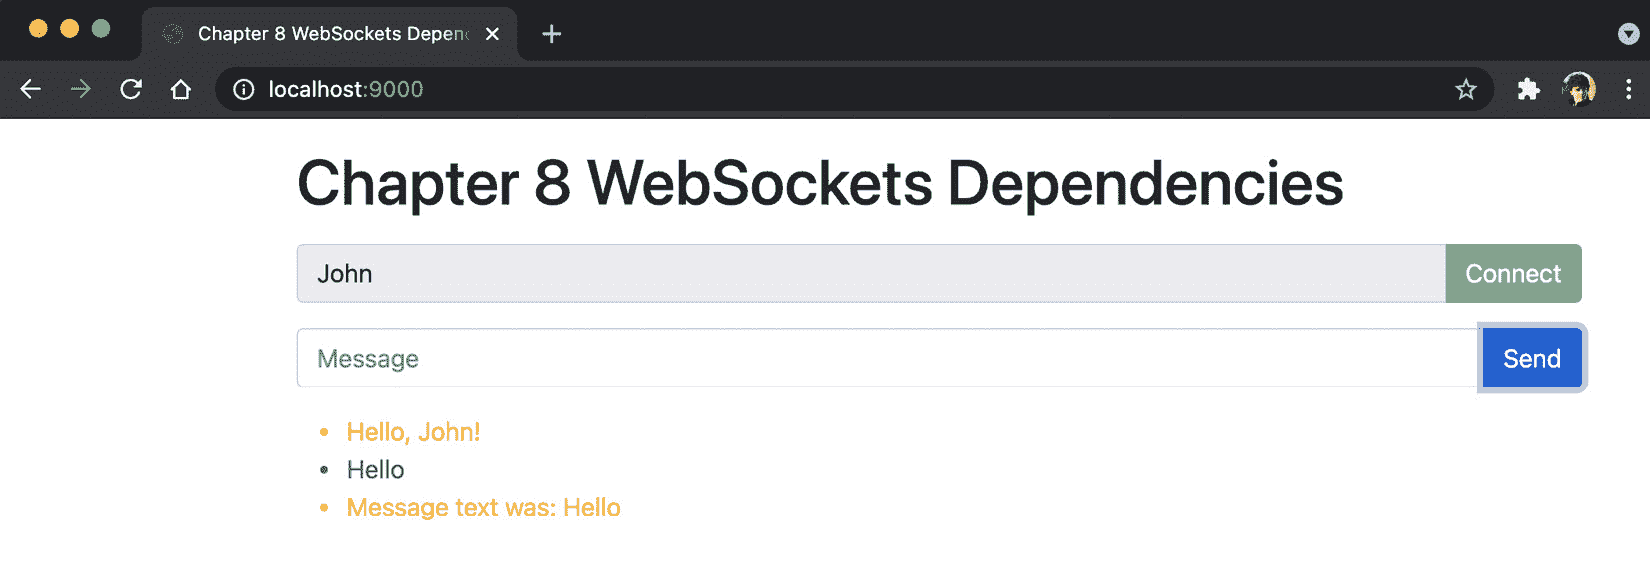 Chapter 8 WebSockets Depen
localhost:9000
Chapter 8 WebSockets Dependencies
John
Connect
Message
Send
Hello, John!
Hello
Message text was: Hello